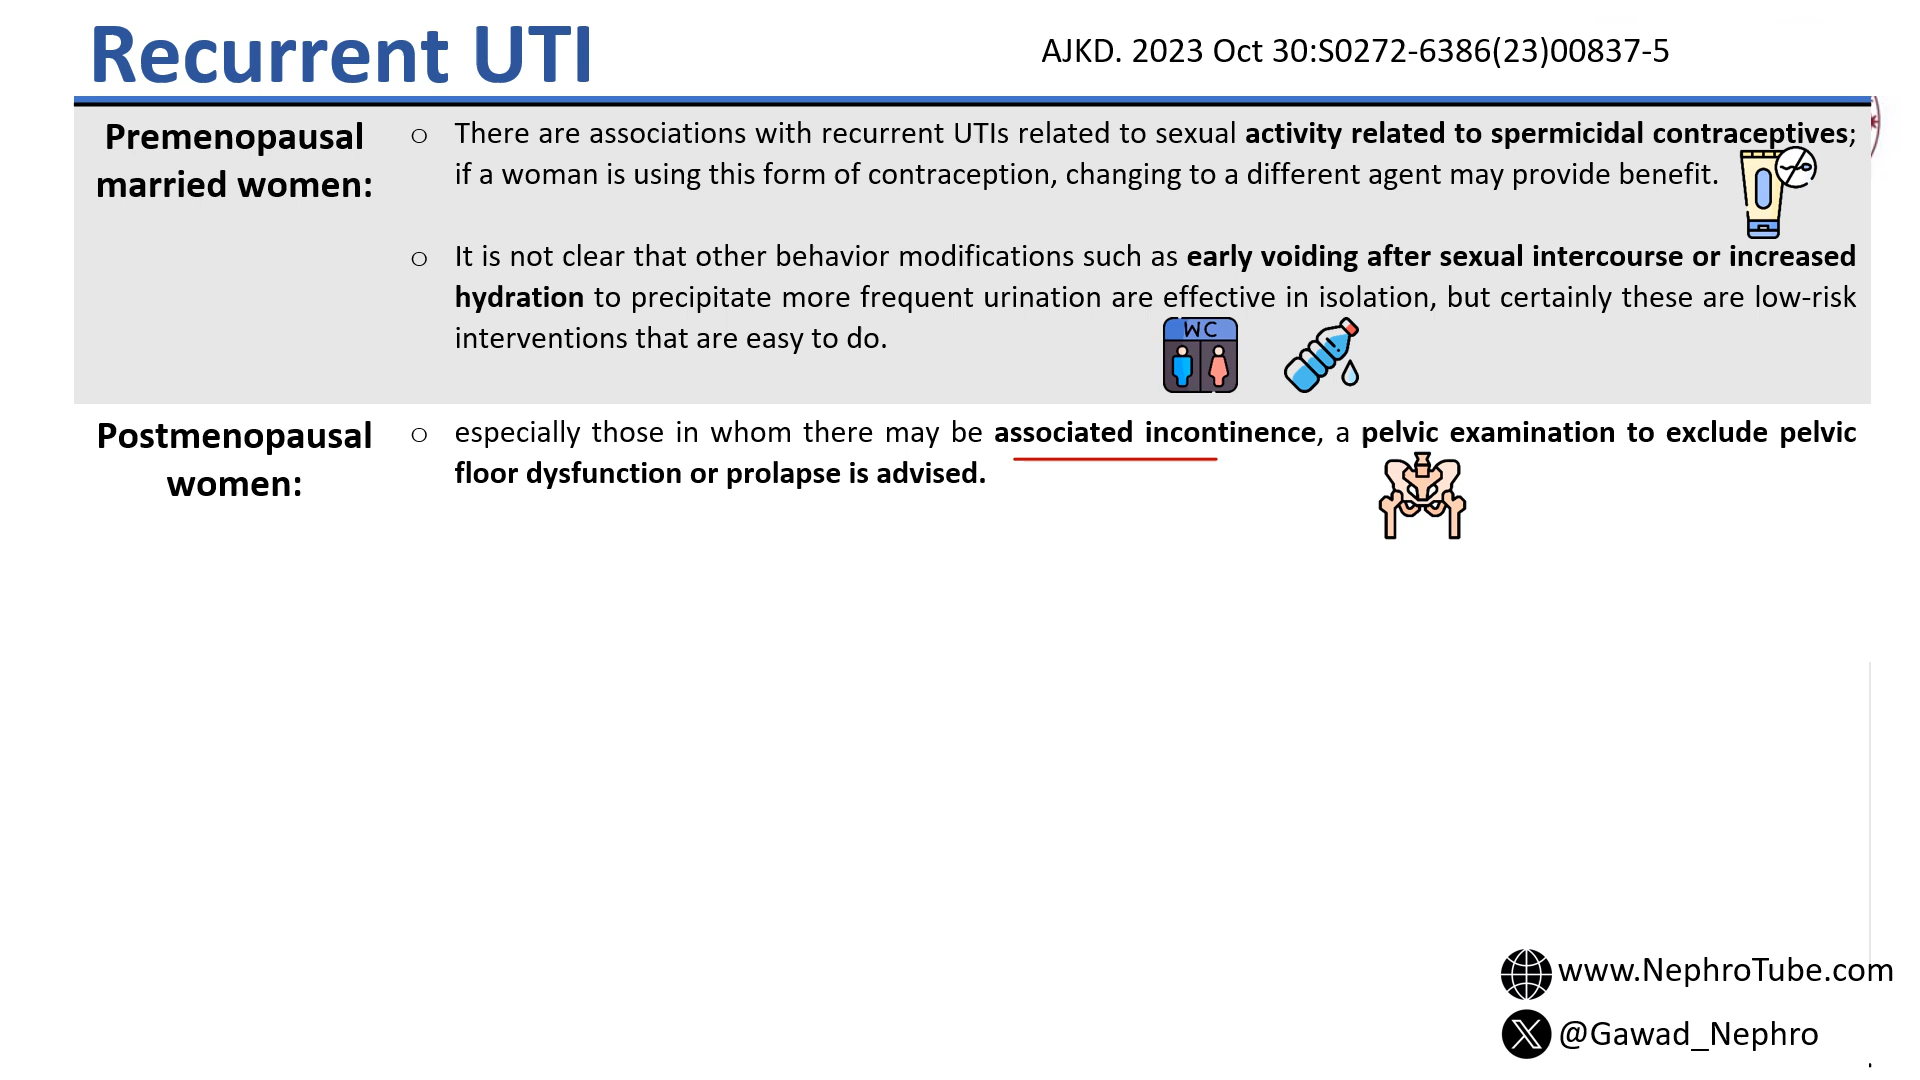 Recurrent UTI
AJKD. 2023 Oct 30:S0272-6386(23)00837-5
Premenopausal
married women:
○ There are associations with recurrent UTIs related to sexual activity related to spermicidal contraceptives;
if a woman is using this form of contraception, changing to a different agent may provide benefit.
○ It is not clear that other behavior modifications such as early voiding after sexual intercourse or increased
hydration to precipitate more frequent urination are effective in isolation, but certainly these are low-risk
interventions that are easy to do.
WC
Postmenopausal
women:
○ especially those in whom there may be associated incontinence, a pelvic examination to exclude pelvic
floor dysfunction or prolapse is advised.
www.NephroTube.com
@Gawad_Nephro